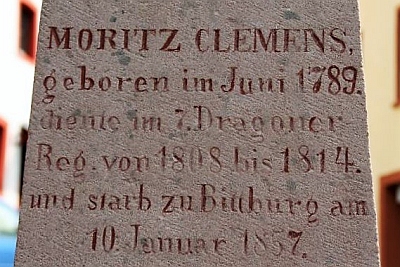 MORITZ CLEMENS,
geboren im Juni 1789.
diente im 7. Dragoner
Reg. von 1808 bis 1814.
und starb zu Bitburg am
10. Januar 1857.